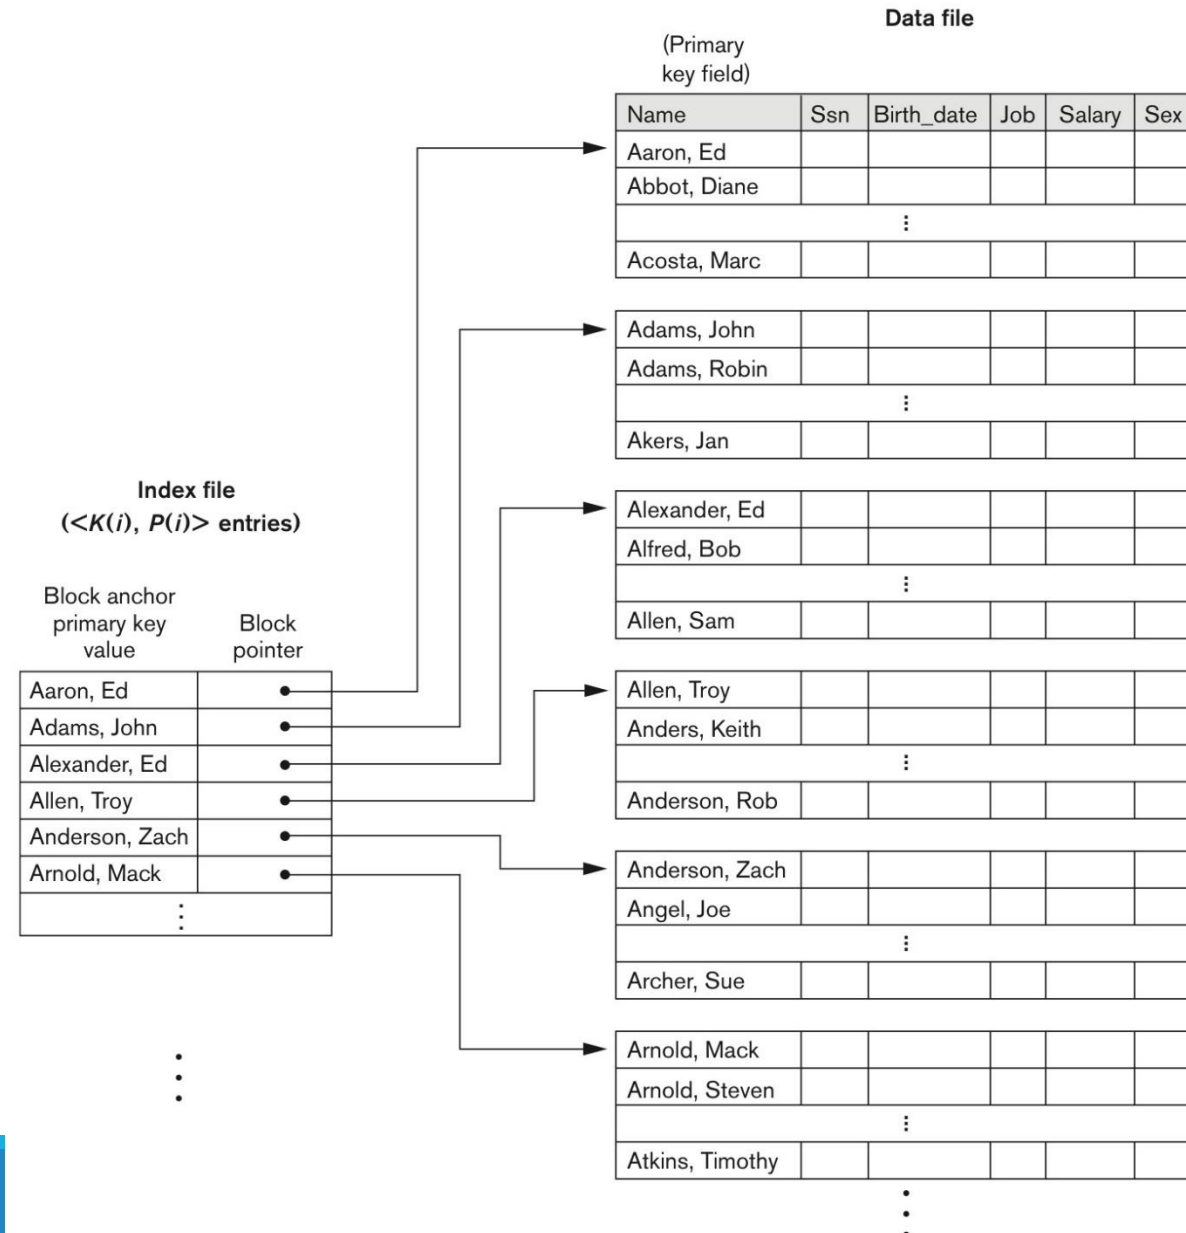 Data file
(Primary
key field)
Name Ssn Birth_date Job Salary Sex
Aaron, Ed
Abbot, Diane
Acosta, Marc
Adams, John
Adams, Robin
Akers, Jan
Alexander, Ed
Alfred, Bob
Allen, Sam
Allen, Troy
Anders, Keith
Anderson, Rob
Anderson, Zach
Angel, Joe
Archer, Sue
Arnold, Mack
Arnold, Steven
Atkins, Timothy
Index file
(<K(i), P(i)> entries)
Block anchor
primary key
value
Block
pointer
Aaron, Ed
Adams, John
Alexander, Ed
Allen, Troy
Anderson, Zach
Arnold, Mack